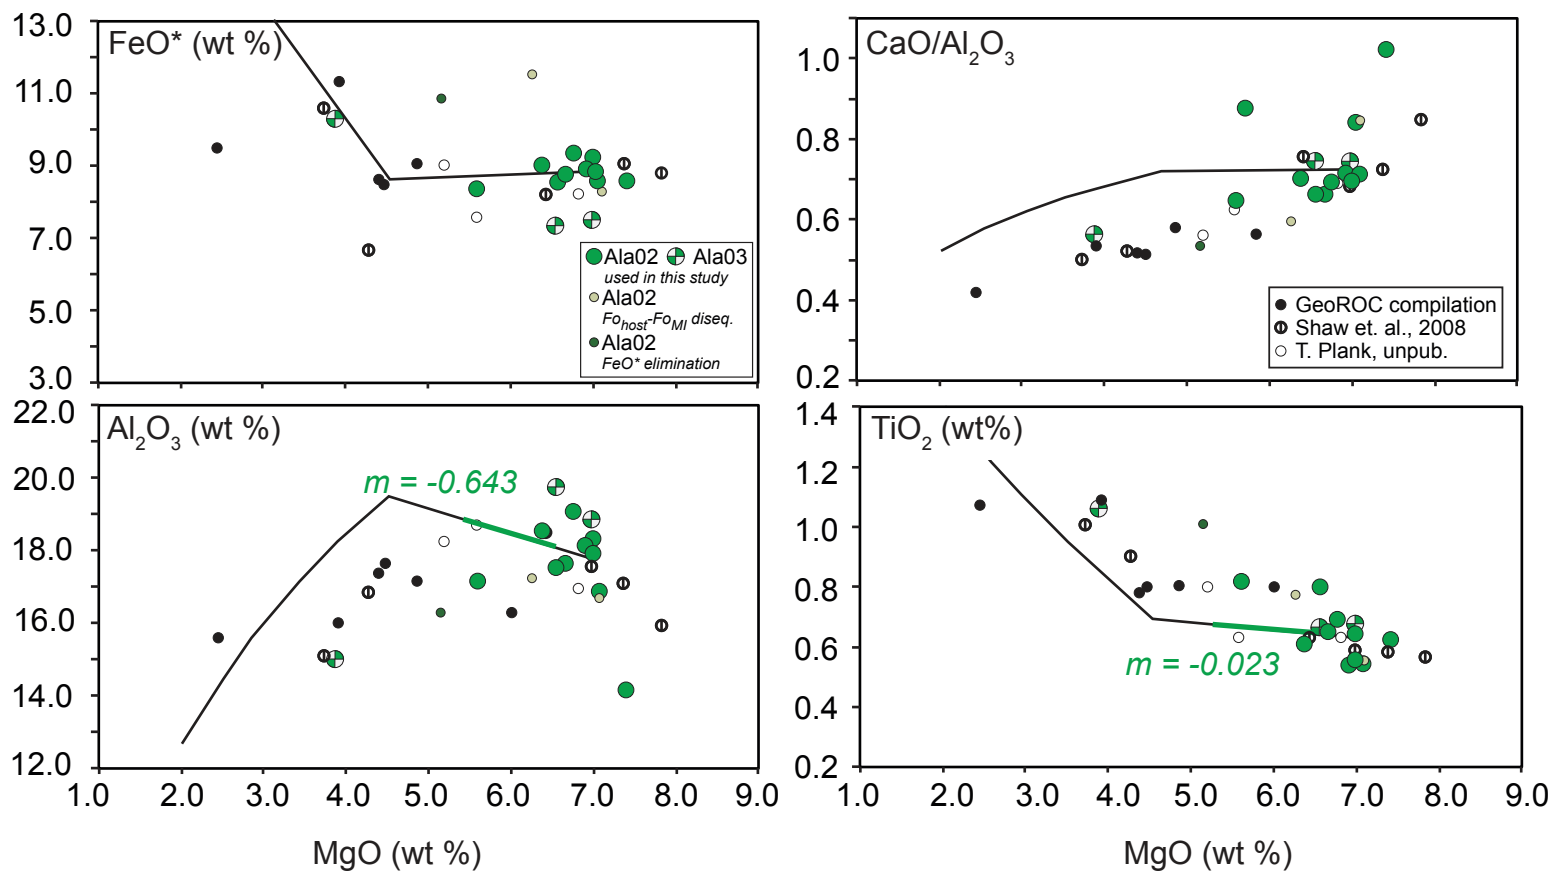 FeO* (wt %)
13.0
11.0
9.0
7.0
5.0
3.0
Ala02 Ala03
used in this study
Ala02
Fo_host-Fo_MI diseq.
Ala02
FeO* elimination
CaO/Al₂O₃
1.0
0.8
0.6
0.4
0.2
GeoROC compilation
Shaw et. al., 2008
T. Plank, unpub.
Al₂O₃ (wt %)
m = -0.643
22.0
20.0
18.0
16.0
14.0
12.0
1.0 2.0 3.0 4.0 5.0 6.0 7.0 8.0 9.0
MgO (wt %)
TiO₂ (wt%)
1.4
1.2
1.0
0.8
0.6
0.4
0.2
m = -0.023
1.0 2.0 3.0 4.0 5.0 6.0 7.0 8.0 9.0
MgO (wt %)